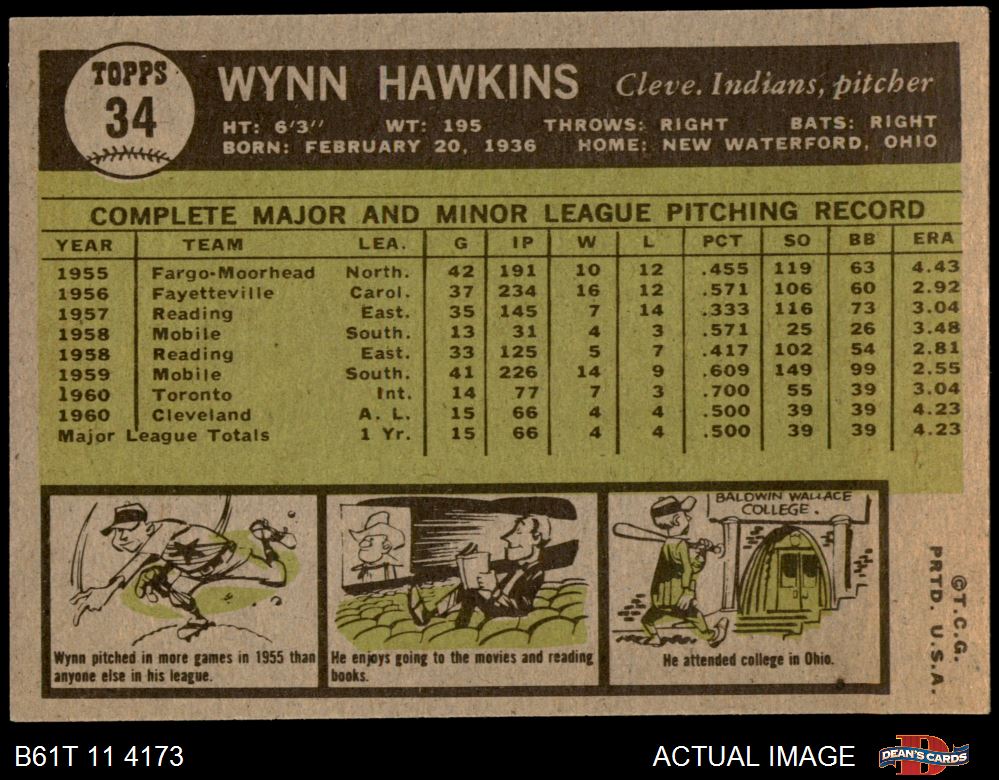 TOPPS
34
WYNN HAWKINS Cleve. Indians, pitcher
HT: 6'3" WT: 195 THROWS: RIGHT BATS: RIGHT
BORN: FEBRUARY 20, 1936 HOME: NEW WATERFORD, OHIO
COMPLETE MAJOR AND MINOR LEAGUE PITCHING RECORD
YEAR TEAM LEA. G IP W L PCT SO BB ERA
1955 Fargo-Moorhead North. 42 191 10 12 .455 119 63 4.43
1956 Fayetteville Carol. 37 234 16 12 .571 106 60 2.92
1957 Reading East. 35 145 7 14 .333 116 73 3.04
1958 Mobile South. 13 31 4 3 .571 25 26 3.48
1958 Reading East. 33 125 5 7 .417 102 54 2.81
1959 Mobile South. 41 226 14 9 .609 149 99 2.55
1960 Toronto Int. 14 77 7 3 .700 55 39 3.04
1960 Cleveland A. L. 15 66 4 4 .500 39 39 4.23
Major League Totals 1 Yr. 15 66 4 4 .500 39 39 4.23
Wynn pitched in more games in 1955 than
anyone else in his league.
He enjoys going to the movies and reading
books.
BALDWIN WALLACE
COLLEGE.
He attended college in Ohio.
©T.C.G.
PRTD. U.S.A.
B61T 11 4173
ACTUAL IMAGE
DEAN'S CARDS